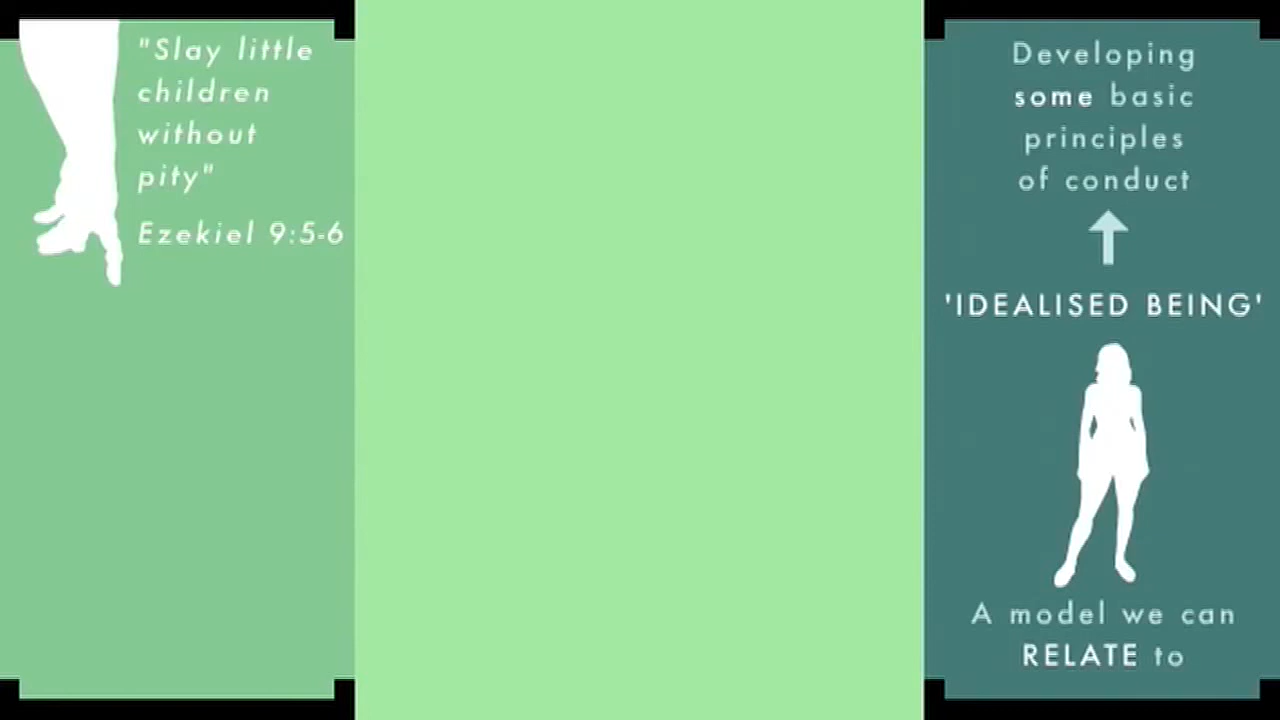 "Slay little
children
without
pity"
Ezekiel 9:5-6
Developing
some basic
principles
of conduct
'IDEALISED BEING'
A model we can
RELATE to